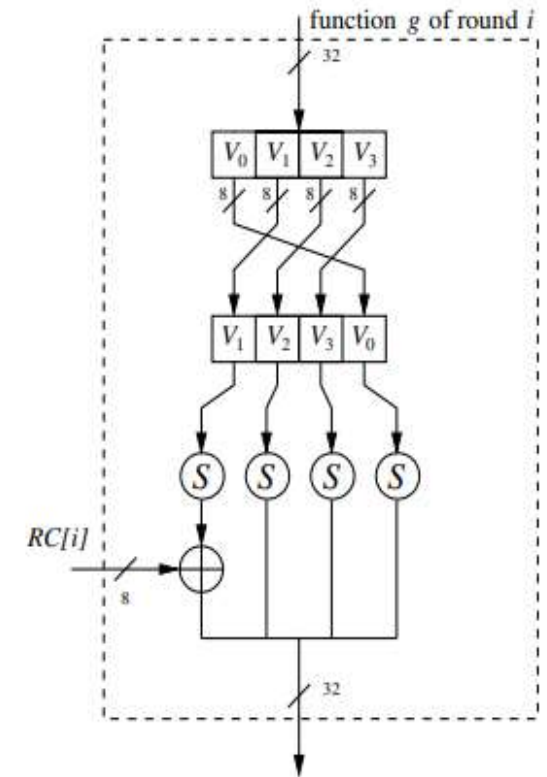 function g of round i
32
V0 V1 V2 V3
8 8 8 8
V1 V2 V3 V0
S S S S
RC[i]
8
32